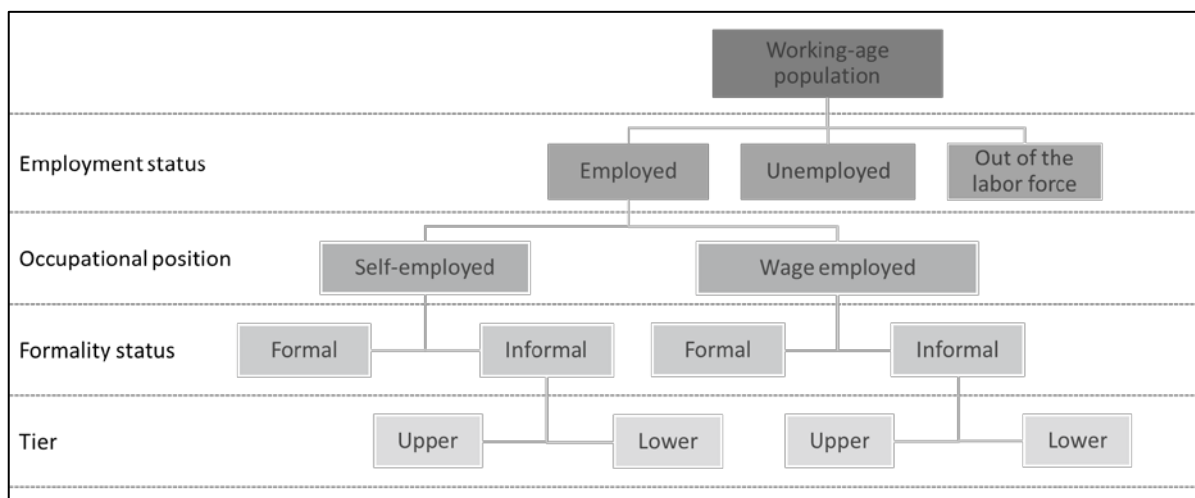 Working-age
population
Employment status
Employed
Unemployed
Out of the
labor force
Occupational position
Self-employed
Wage employed
Formality status
Formal
Informal
Formal
Informal
Tier
Upper
Lower
Upper
Lower